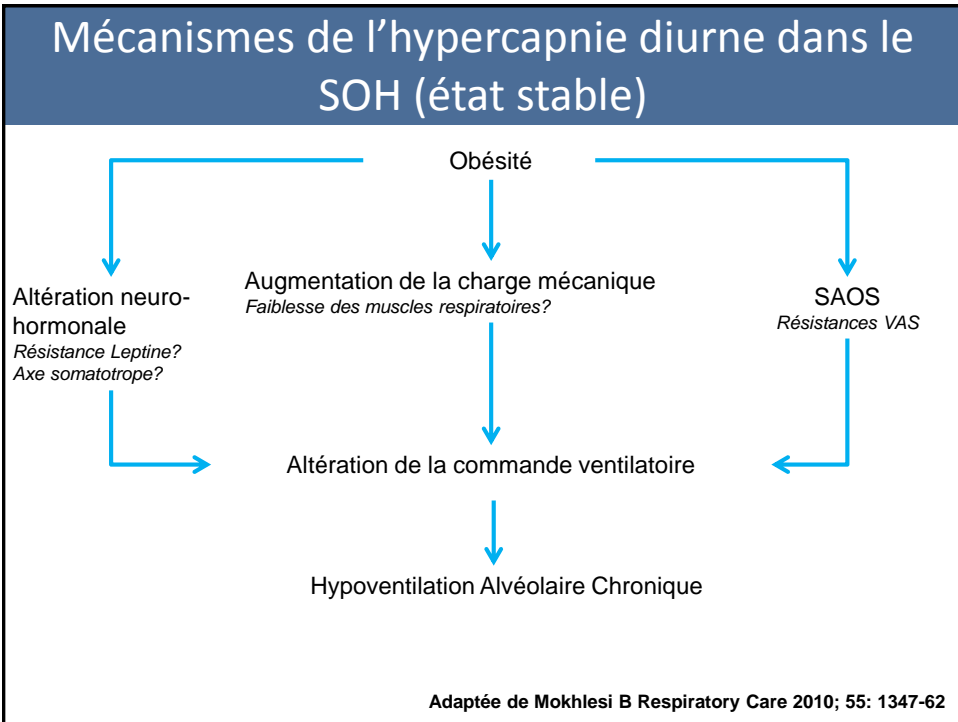 Mécanismes de l’hypercapnie diurne dans le
SOH (état stable)
Obésité
Altération neuro-
hormonale
Résistance Leptine?
Axe somatotrope?
Augmentation de la charge mécanique
Faiblesse des muscles respiratoires?
SAOS
Résistances VAS
Altération de la commande ventilatoire
Hypoventilation Alvéolaire Chronique
Adaptée de Mokhlesi B Respiratory Care 2010; 55: 1347-62